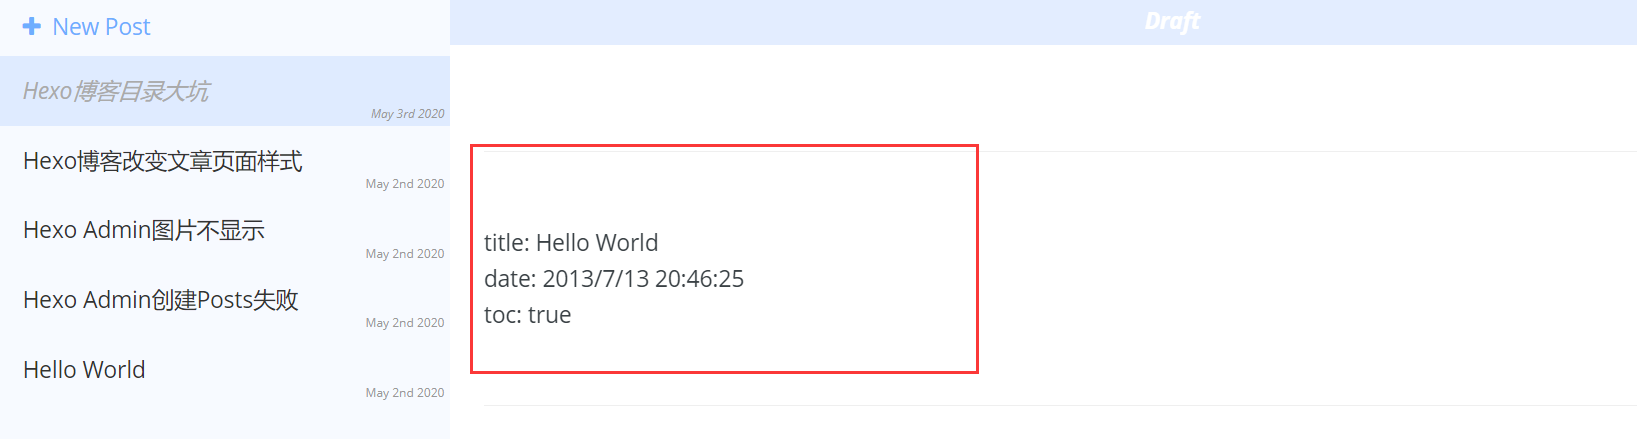 New Post
Hexo博客目录大坑
May 3rd 2020
Hexo博客改变文章页面样式
May 2nd 2020
Hexo Admin图片不显示
May 2nd 2020
Hexo Admin创建Posts失败
May 2nd 2020
Hello World
May 2nd 2020
Draft
title: Hello World
date: 2013/7/13 20:46:25
toc: true